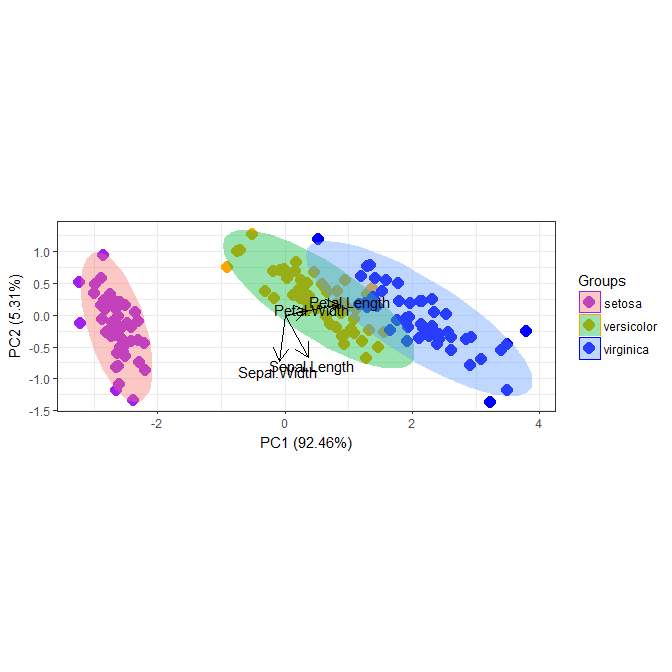 1.0
0.5
0.0
-0.5
-1.0
-1.5
PC2 (5.31%)
Petal.Length
Petal.Width
Sepal.Length
Sepal.Width
-2
0
2
4
PC1 (92.46%)
Groups
setosa
versicolor
virginica